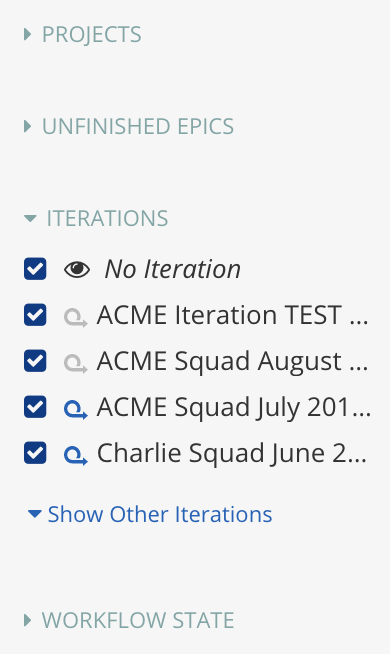 PROJECTS
UNFINISHED EPICS
ITERATIONS
No Iteration
ACME Iteration TEST ...
ACME Squad August ...
ACME Squad July 201...
Charlie Squad June 2...
Show Other Iterations
WORKFLOW STATE